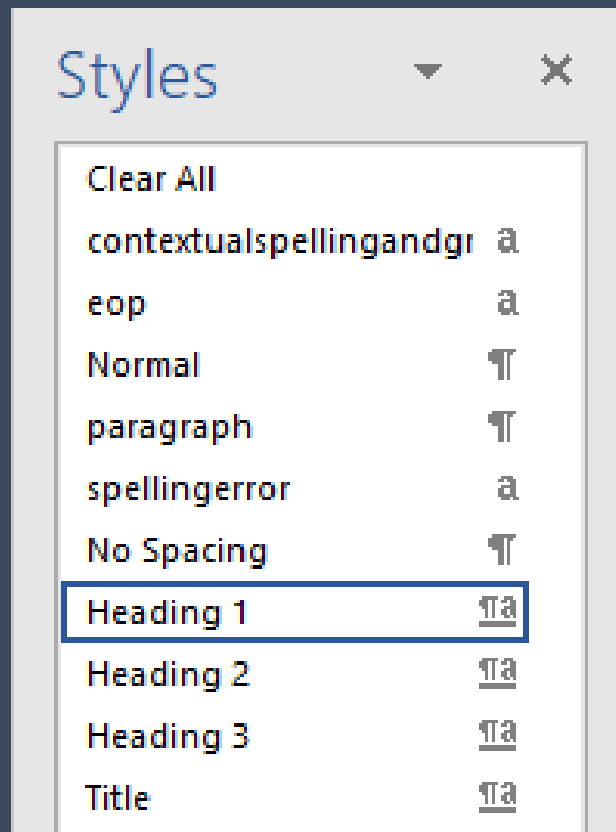 Styles
Clear All
contextualspellingandgr a
eop a
Normal ¶
paragraph ¶
spellingerror a
No Spacing ¶
Heading 1 ¶a
Heading 2 ¶a
Heading 3 ¶a
Title ¶a